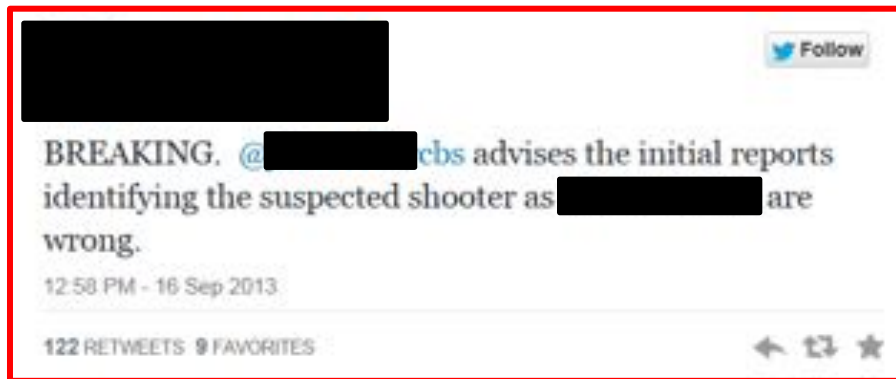 Follow
BREAKING. @ cbs advises the initial reports
identifying the suspected shooter as are
wrong.
12:58 PM - 16 Sep 2013
122 RETWEETS 9 FAVORITES